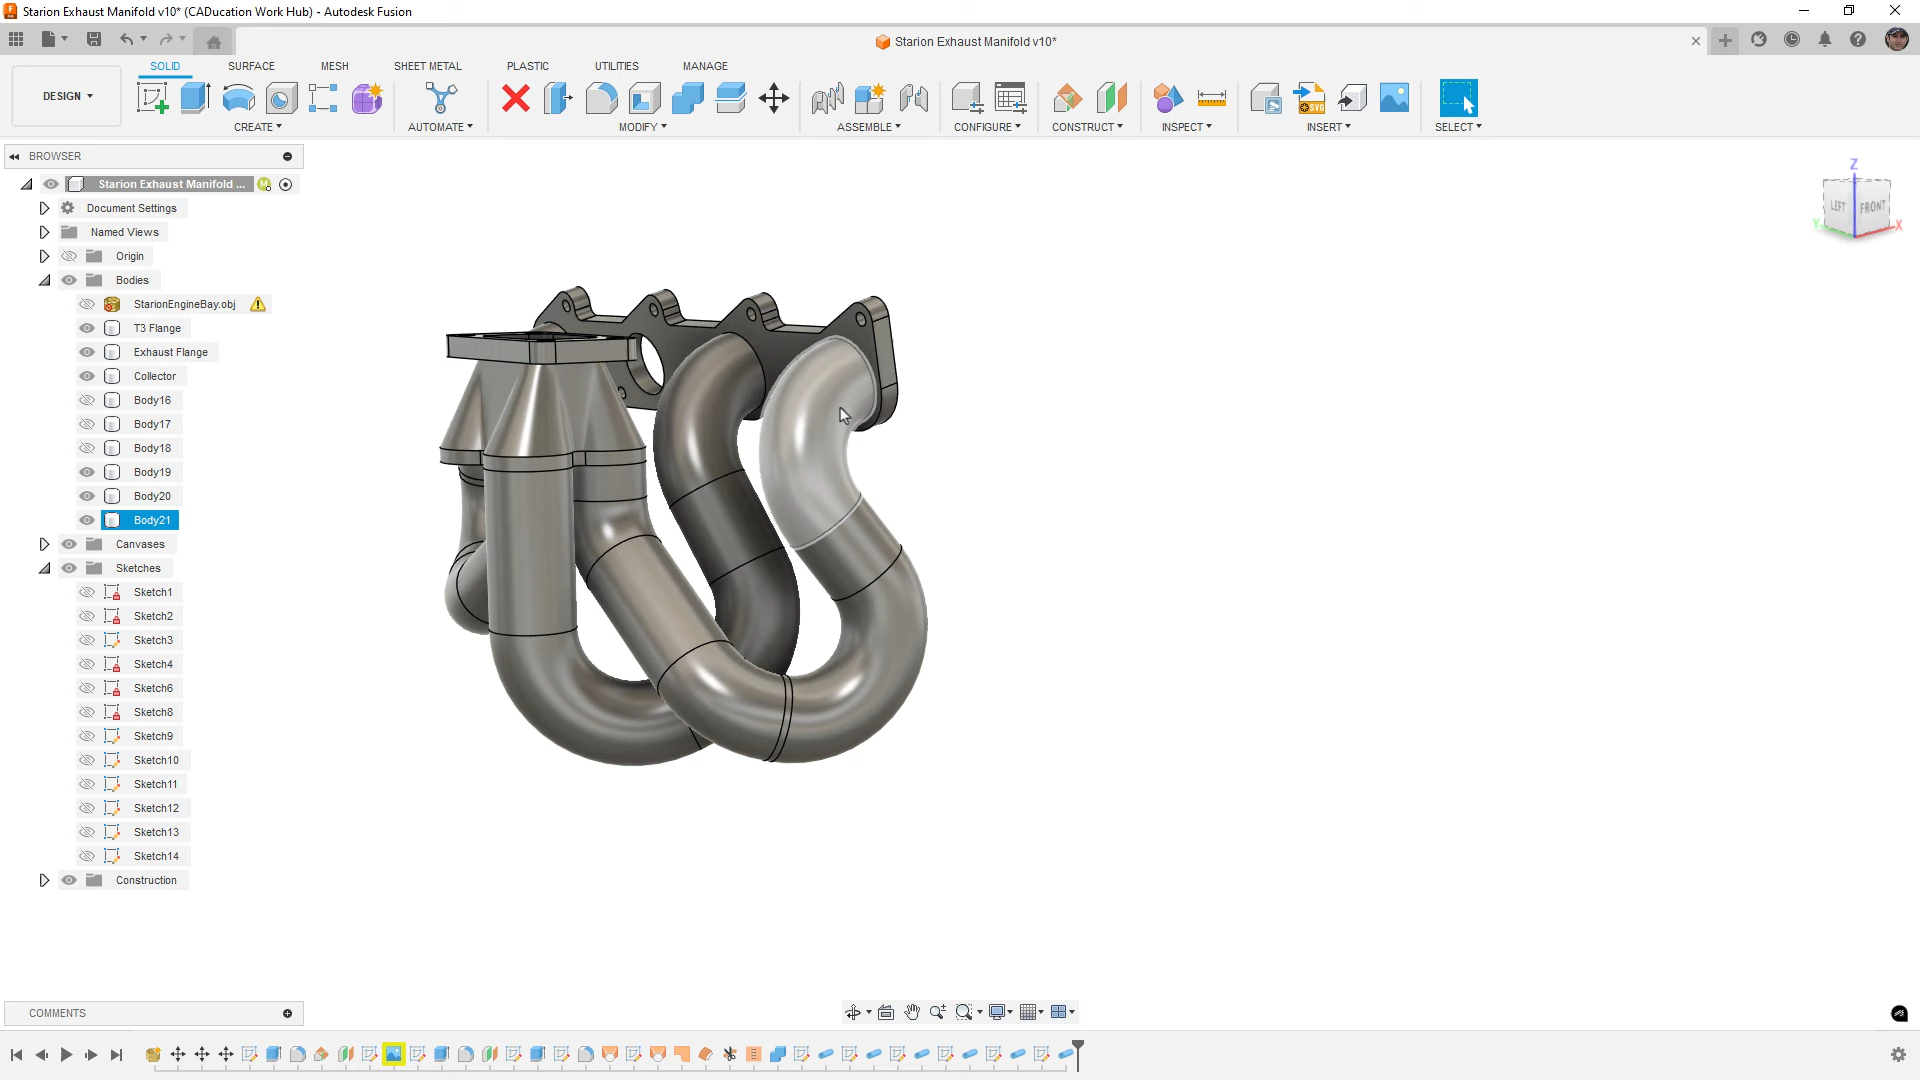 Starion Exhaust Manifold v10* (CADucation Work Hub) - Autodesk Fusion
Starion Exhaust Manifold v10*
DESIGN
SOLID
SURFACE
MESH
SHEET METAL
PLASTIC
UTILITIES
MANAGE
CREATE
AUTOMATE
MODIFY
ASSEMBLE
CONFIGURE
CONSTRUCT
INSPECT
INSERT
SELECT
BROWSER
Starion Exhaust Manifold ...
Document Settings
Named Views
Origin
Bodies
StarionEngineBay.obj
T3 Flange
Exhaust Flange
Collector
Body16
Body17
Body18
Body19
Body20
Body21
Canvases
Sketches
Sketch1
Sketch2
Sketch3
Sketch4
Sketch6
Sketch8
Sketch9
Sketch10
Sketch11
Sketch12
Sketch13
Sketch14
Construction
Z
LEFT
FRONT
Y
X
COMMENTS